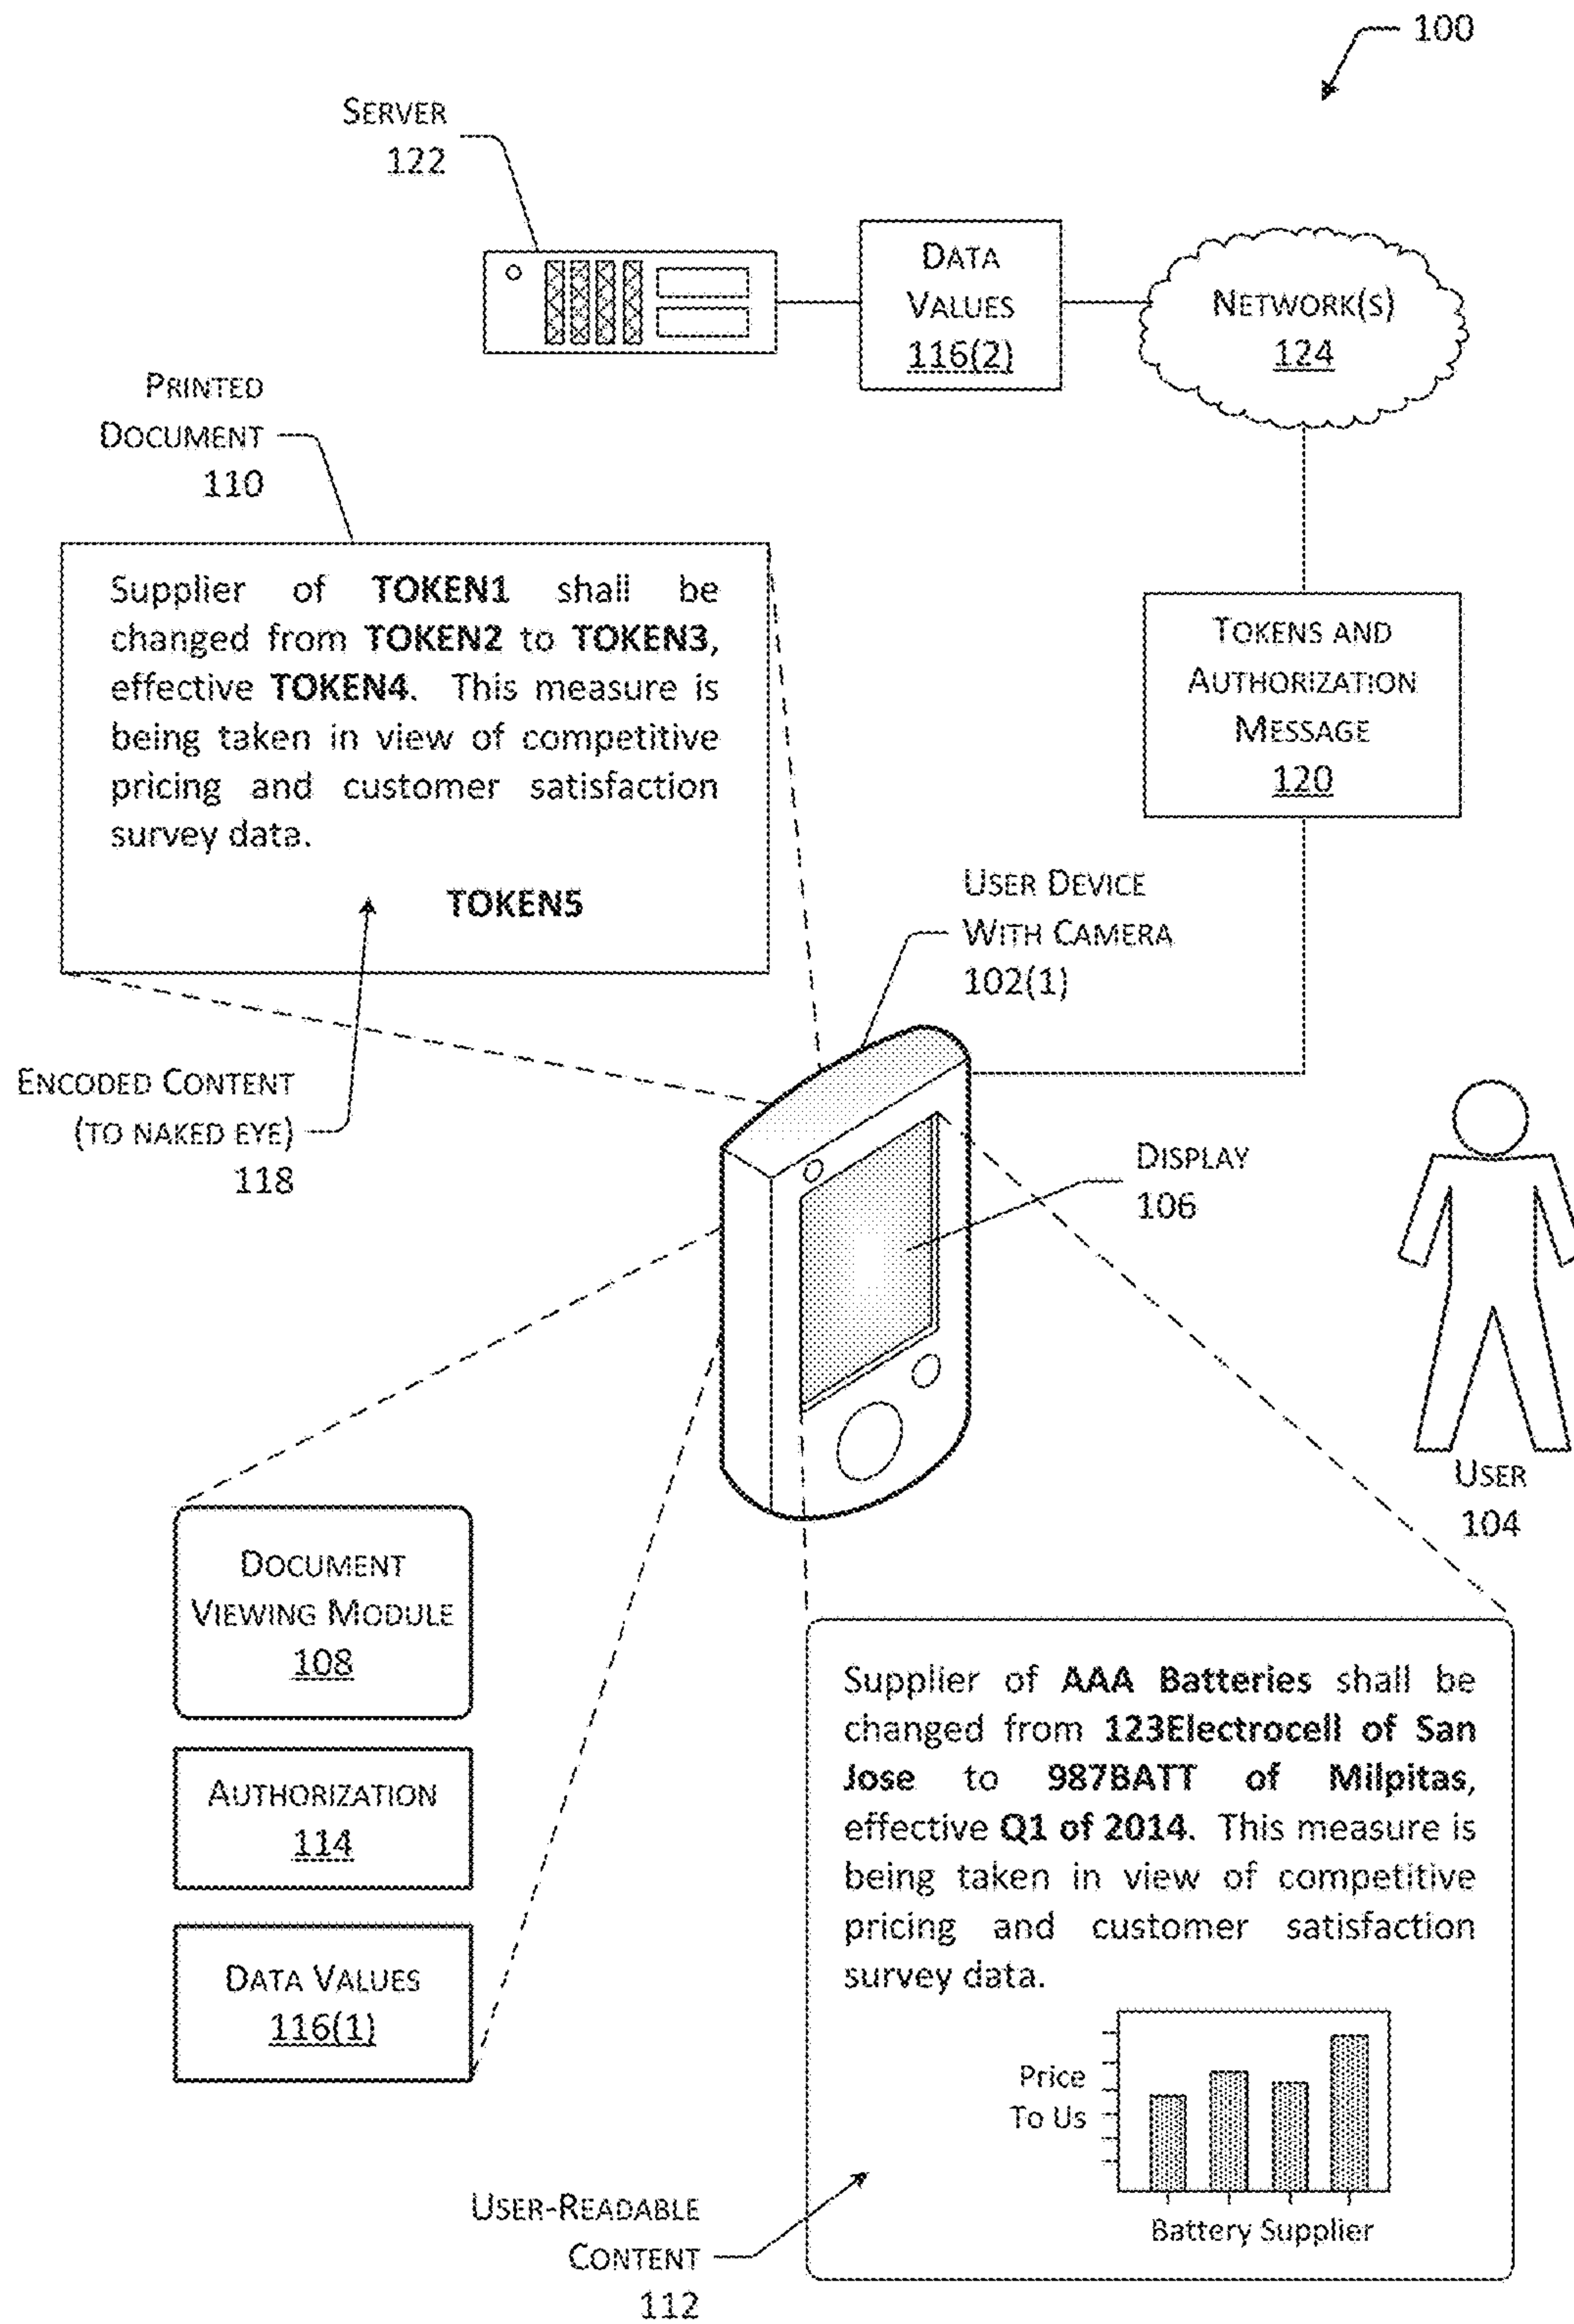 100
SERVER
122
DATA
VALUES
116(2)
NETWORK(S)
124
PRINTED
DOCUMENT
110
Supplier of TOKEN1 shall be
changed from TOKEN2 to TOKEN3,
effective TOKEN4. This measure is
being taken in view of competitive
pricing and customer satisfaction
survey data.
TOKEN5
TOKENS AND
AUTHORIZATION
MESSAGE
120
USER DEVICE
WITH CAMERA
102(1)
ENCODED CONTENT
(TO NAKED EYE)
118
DISPLAY
106
USER
104
DOCUMENT
VIEWING MODULE
108
AUTHORIZATION
114
DATA VALUES
116(1)
Supplier of AAA Batteries shall be
changed from 123Electrocell of San
Jose to 987BATT of Milpitas,
effective Q1 of 2014. This measure is
being taken in view of competitive
pricing and customer satisfaction
survey data.
Price
To Us
Battery Supplier
USER-READABLE
CONTENT
112